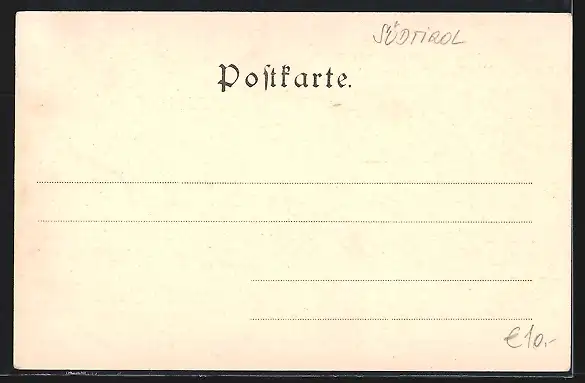 SÜDTIROL
Poſtkarte.
€10,-